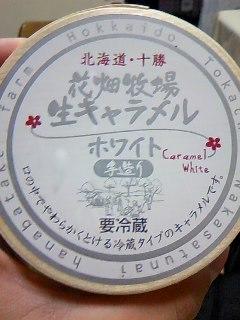 Hokkaido Tokachi Nakasatsunai hanabatake farm
北海道・十勝
花畑牧場
生キャラメル
ホワイト
Caramel
White
手造り
要冷蔵
口の中でやわらかくとける冷蔵タイプのキャラメルです。